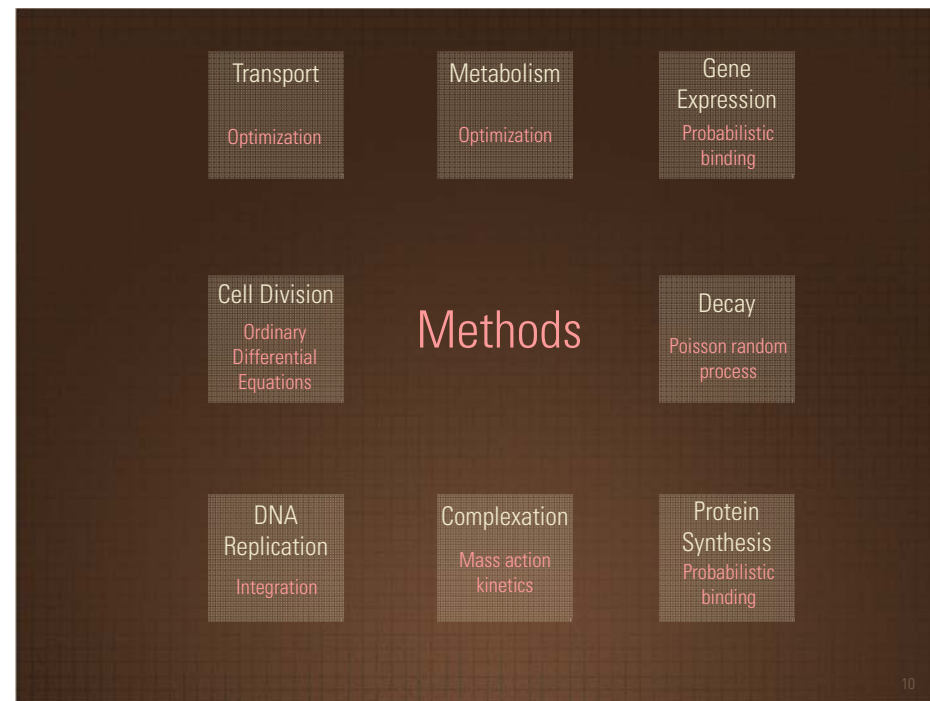 Transport
Optimization
Metabolism
Optimization
Gene
Expression
Probabilistic
binding
Cell Division
Ordinary
Differential
Equations
Methods
Decay
Poisson random
process
DNA
Replication
Integration
Complexation
Mass action
kinetics
Protein
Synthesis
Probabilistic
binding
10